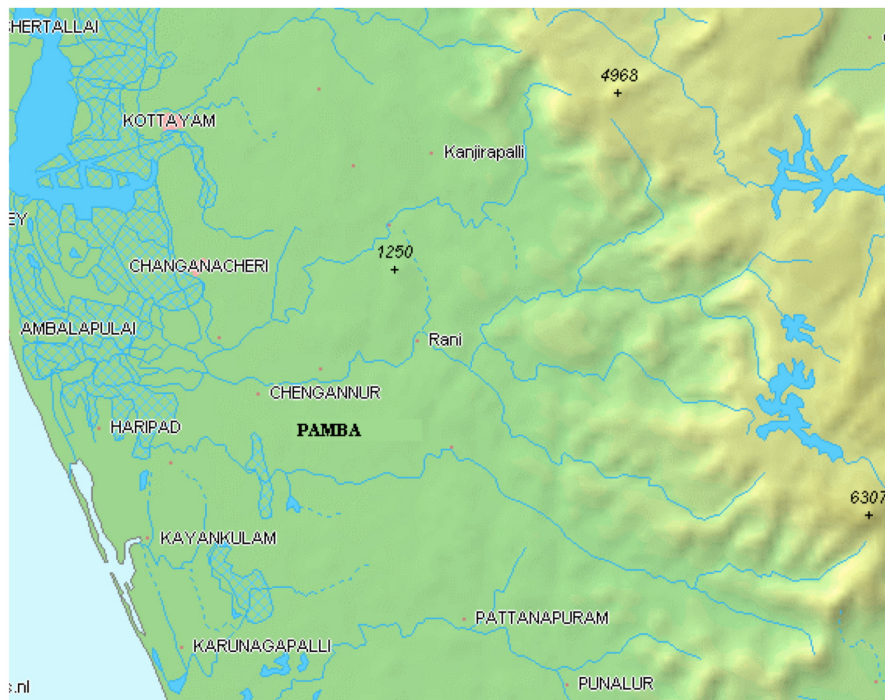 HERTALLAI
4968
KOTTAYAM
Kanjirapalli
EY
1250
CHANGANACHERI
AMBALAPULAI
Rani
CHENGANNUR
HARIPAD
PAMBA
6307
KAYANKULAM
PATTANAPURAM
KARUNAGAPALLI
PUNALUR
s.nl